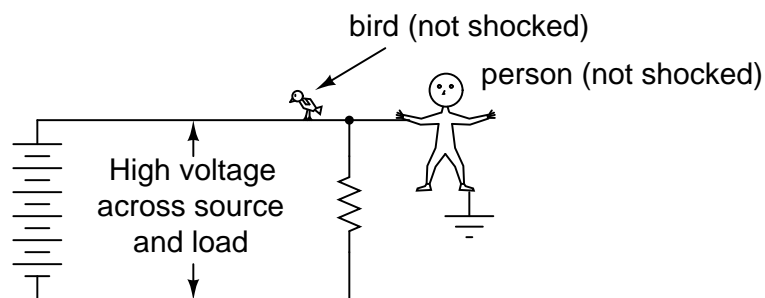 bird (not shocked)
person (not shocked)
High voltage
across source
and load